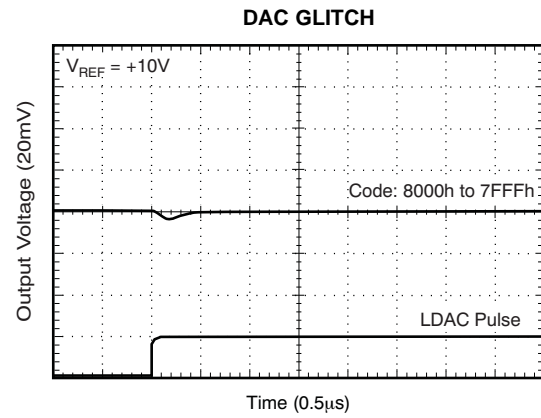 DAC GLITCH
V_REF = +10V
Output Voltage (20mV)
Code: 8000h to 7FFFh
LDAC Pulse
Time (0.5μs)